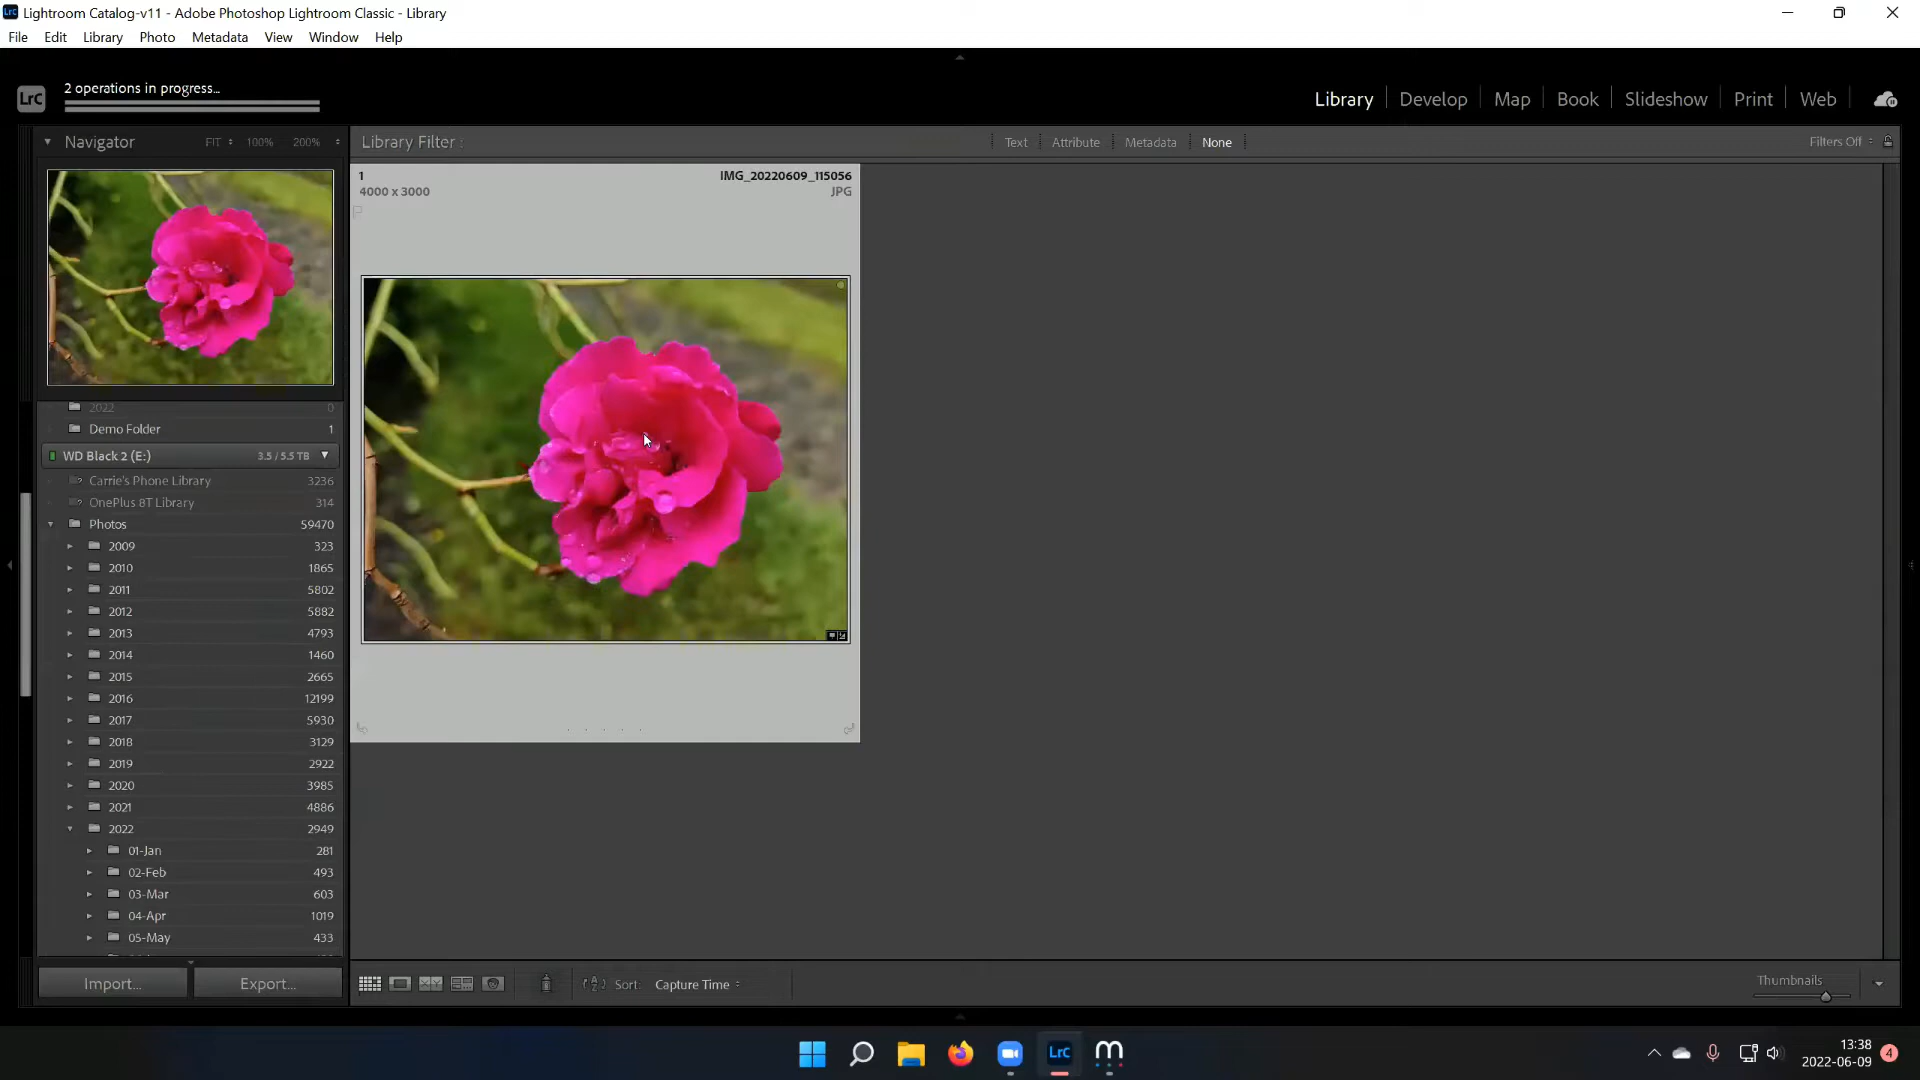 Lrc Lightroom Catalog-v11 - Adobe Photoshop Lightroom Classic - Library
File Edit Library Photo Metadata View Window Help
LrC 2 operations in progress...
Library Develop Map Book Slideshow Print Web
Navigator FIT 100% 200%
Library Filter : Text Attribute Metadata None Filters Off
1 IMG_20220609_115056
4000 x 3000 JPG
2022 0
Demo Folder 1
WD Black 2 (E:) 3.5 / 5.5 TB
Carrie's Phone Library 3236
OnePlus 8T Library 314
Photos 59470
2009 323
2010 1865
2011 5802
2012 5882
2013 4793
2014 1460
2015 2665
2016 12199
2017 5930
2018 3129
2019 2922
2020 3985
2021 4886
2022 2949
01-Jan 281
02-Feb 493
03-Mar 603
04-Apr 1019
05-May 433
Import... Export... Sort: Capture Time Thumbnails
LrC
13:38
2022-06-09 4